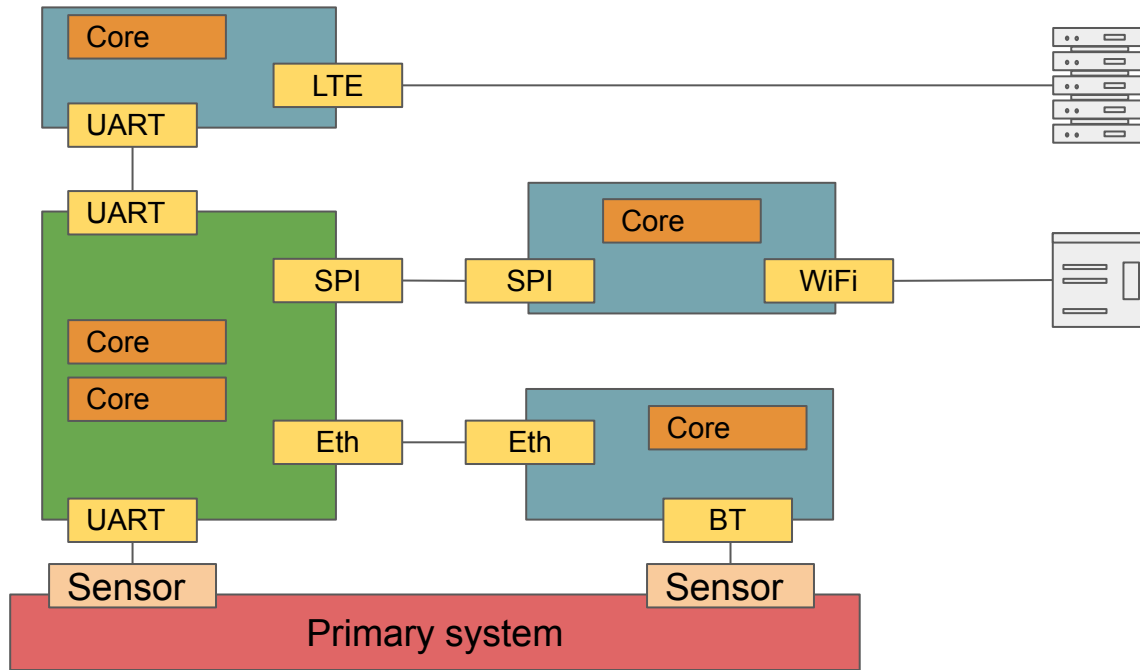 Core
LTE
UART
UART
Core
SPI
SPI
WiFi
Core
Core
Core
Eth
Eth
UART
BT
Sensor
Sensor
Primary system